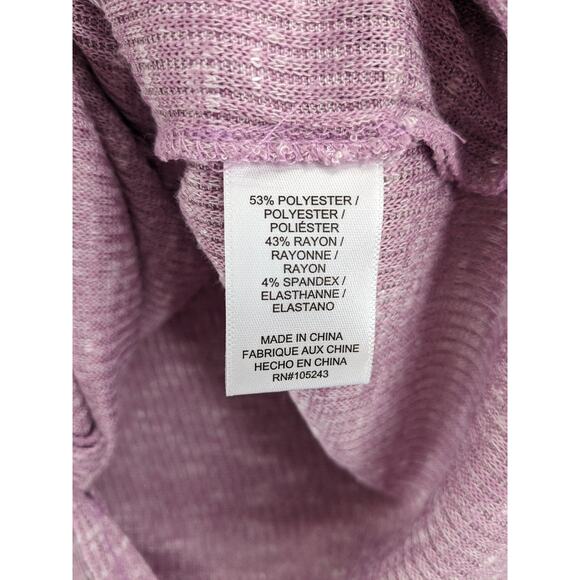 53% POLYESTER /
POLYESTER /
POLIÉSTER
43% RAYON /
RAYONNE /
RAYON
4% SPANDEX /
ELASTHANNE /
ELASTANO
MADE IN CHINA
FABRIQUE AUX CHINE
HECHO EN CHINA
RN#105243